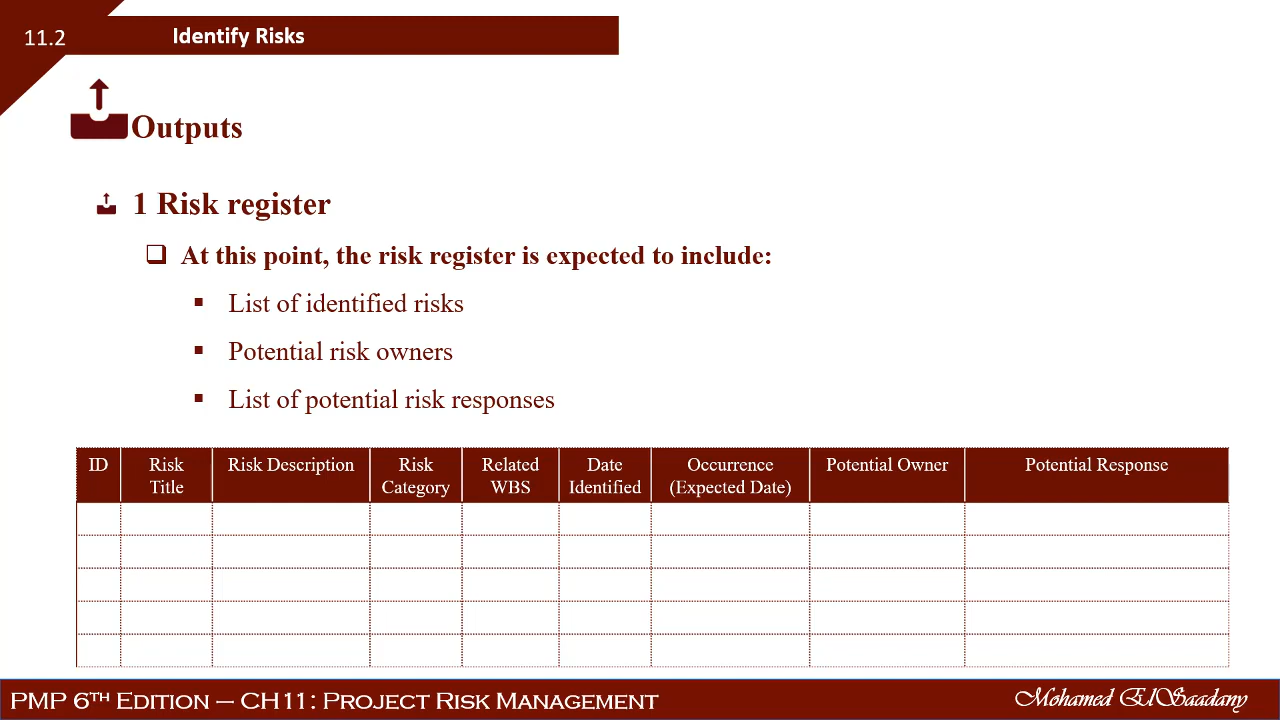 11.2
Identify Risks
Outputs
1 Risk register
At this point, the risk register is expected to include:
List of identified risks
Potential risk owners
List of potential risk responses
ID
Risk
Title
Risk Description
Risk
Category
Related
WBS
Date
Identified
Occurrence
(Expected Date)
Potential Owner
Potential Response
PMP 6TH Edition – CH11: Project Risk Management
Mohamed ElSaadany